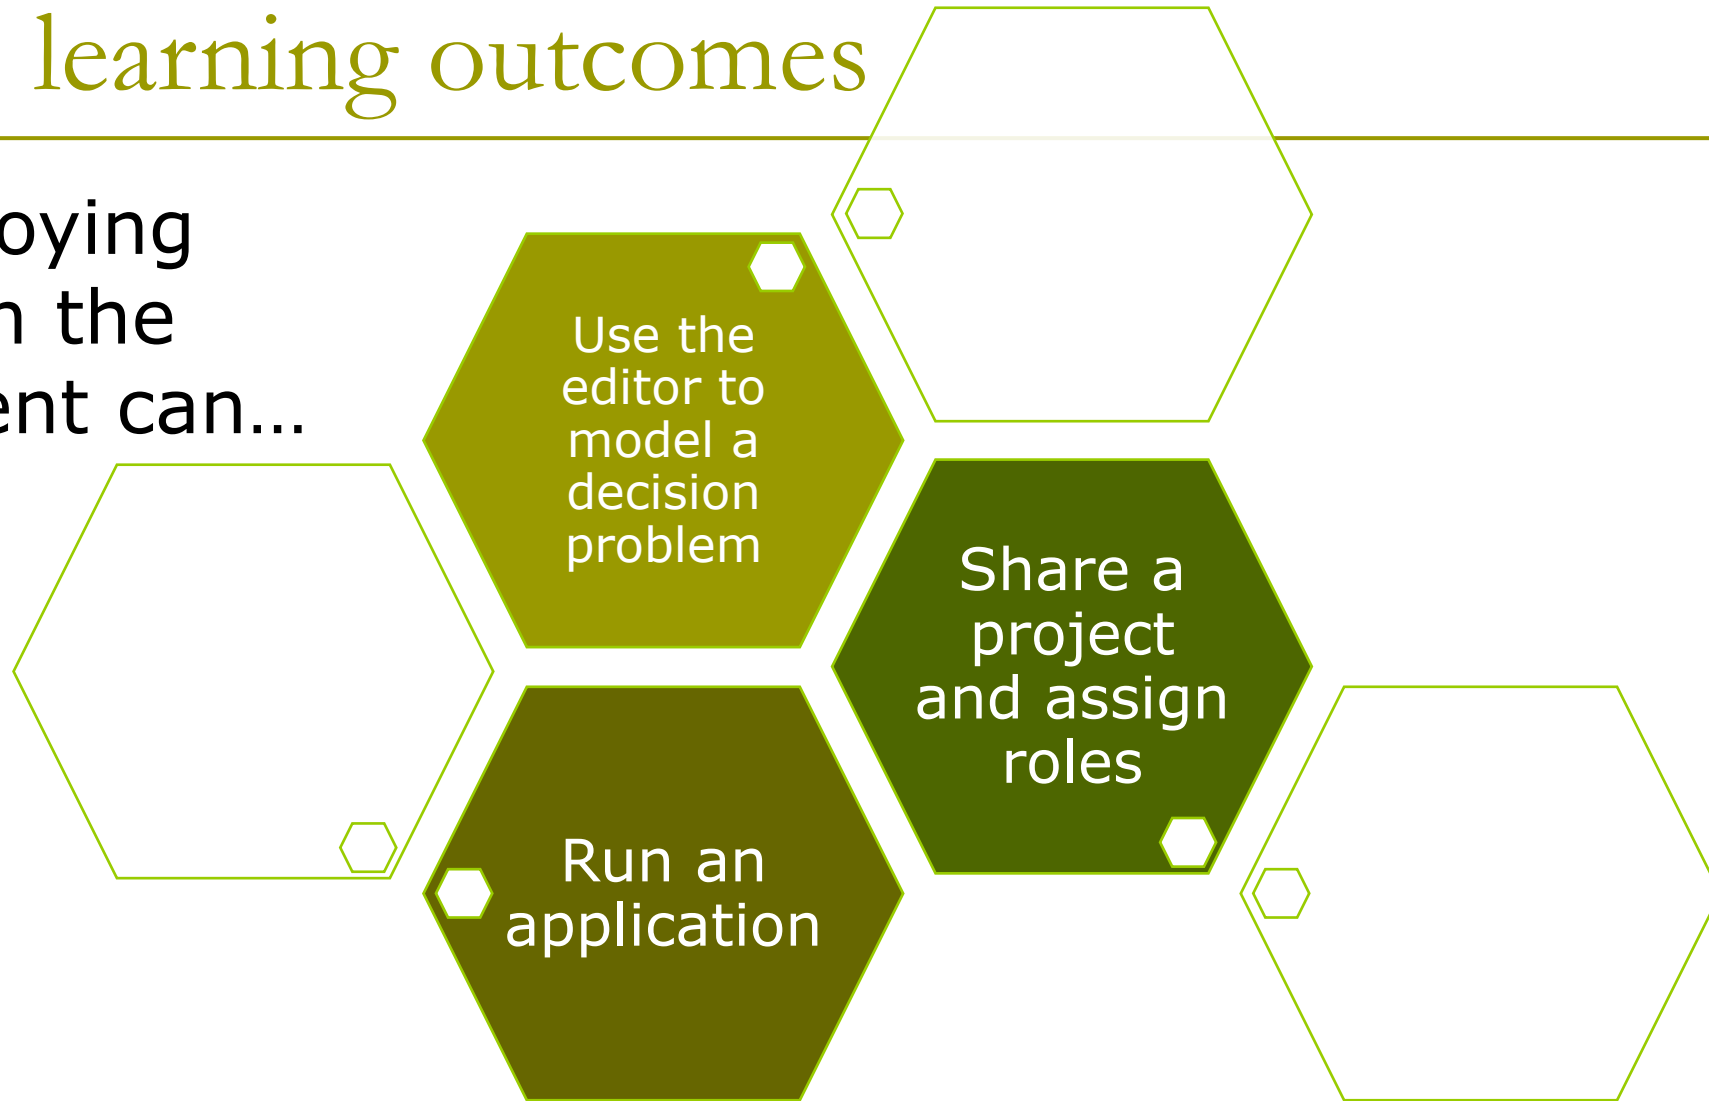 learning outcomes
oying
n the
ent can…
Use the
editor to
model a
decision
problem
Share a
project
and assign
roles
Run an
application